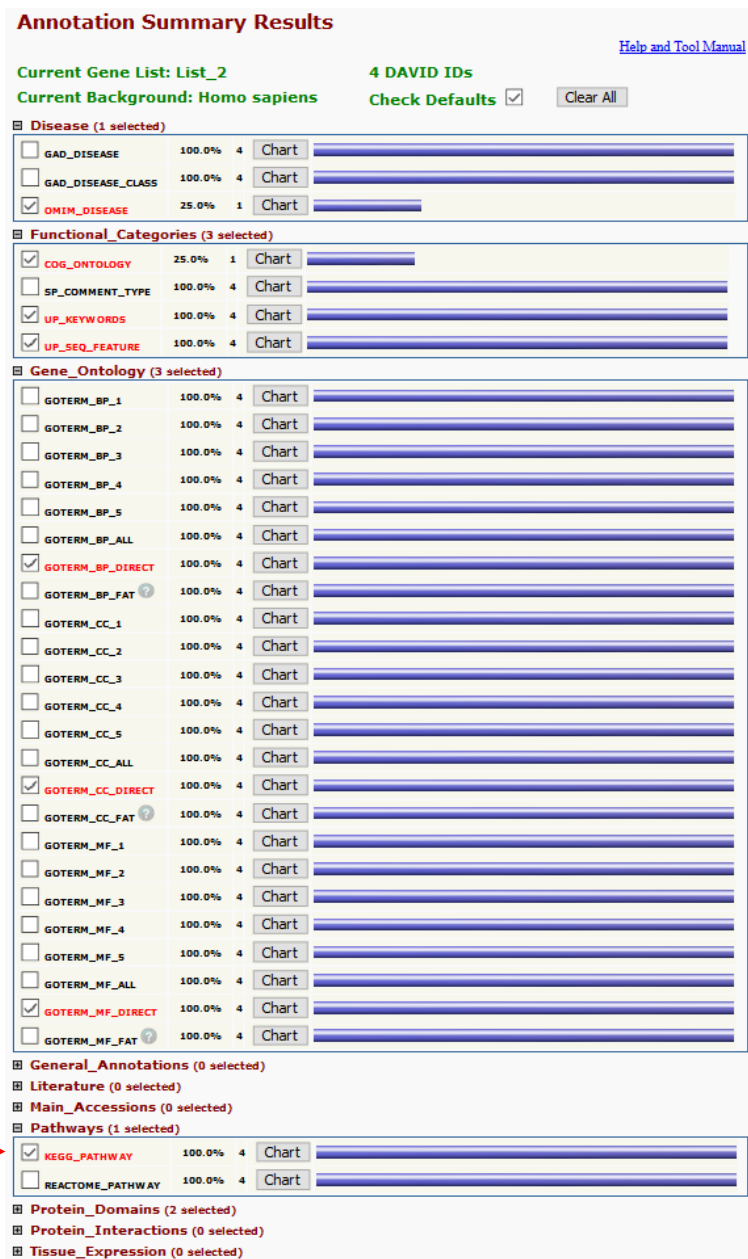 Annotation Summary Results
Help and Tool Manual
Current Gene List: List_2 4 DAVID IDs
Current Background: Homo sapiens Check Defaults Clear All
Disease (1 selected)
GAD_DISEASE 100.0% 4 Chart
GAD_DISEASE_CLASS 100.0% 4 Chart
OMIM_DISEASE 25.0% 1 Chart
Functional_Categories (3 selected)
COG_ONTOLOGY 25.0% 1 Chart
SP_COMMENT_TYPE 100.0% 4 Chart
UP_KEYWORDS 100.0% 4 Chart
UP_SEQ_FEATURE 100.0% 4 Chart
Gene_Ontology (3 selected)
GOTERM_BP_1 100.0% 4 Chart
GOTERM_BP_2 100.0% 4 Chart
GOTERM_BP_3 100.0% 4 Chart
GOTERM_BP_4 100.0% 4 Chart
GOTERM_BP_5 100.0% 4 Chart
GOTERM_BP_ALL 100.0% 4 Chart
GOTERM_BP_DIRECT 100.0% 4 Chart
GOTERM_BP_FAT ? 100.0% 4 Chart
GOTERM_CC_1 100.0% 4 Chart
GOTERM_CC_2 100.0% 4 Chart
GOTERM_CC_3 100.0% 4 Chart
GOTERM_CC_4 100.0% 4 Chart
GOTERM_CC_5 100.0% 4 Chart
GOTERM_CC_ALL 100.0% 4 Chart
GOTERM_CC_DIRECT 100.0% 4 Chart
GOTERM_CC_FAT ? 100.0% 4 Chart
GOTERM_MF_1 100.0% 4 Chart
GOTERM_MF_2 100.0% 4 Chart
GOTERM_MF_3 100.0% 4 Chart
GOTERM_MF_4 100.0% 4 Chart
GOTERM_MF_5 100.0% 4 Chart
GOTERM_MF_ALL 100.0% 4 Chart
GOTERM_MF_DIRECT 100.0% 4 Chart
GOTERM_MF_FAT ? 100.0% 4 Chart
General_Annotations (0 selected)
Literature (0 selected)
Main_Accessions (0 selected)
Pathways (1 selected)
KEGG_PATHWAY 100.0% 4 Chart
REACTOME_PATHWAY 100.0% 4 Chart
Protein_Domains (2 selected)
Protein_Interactions (0 selected)
Tissue_Expression (0 selected)